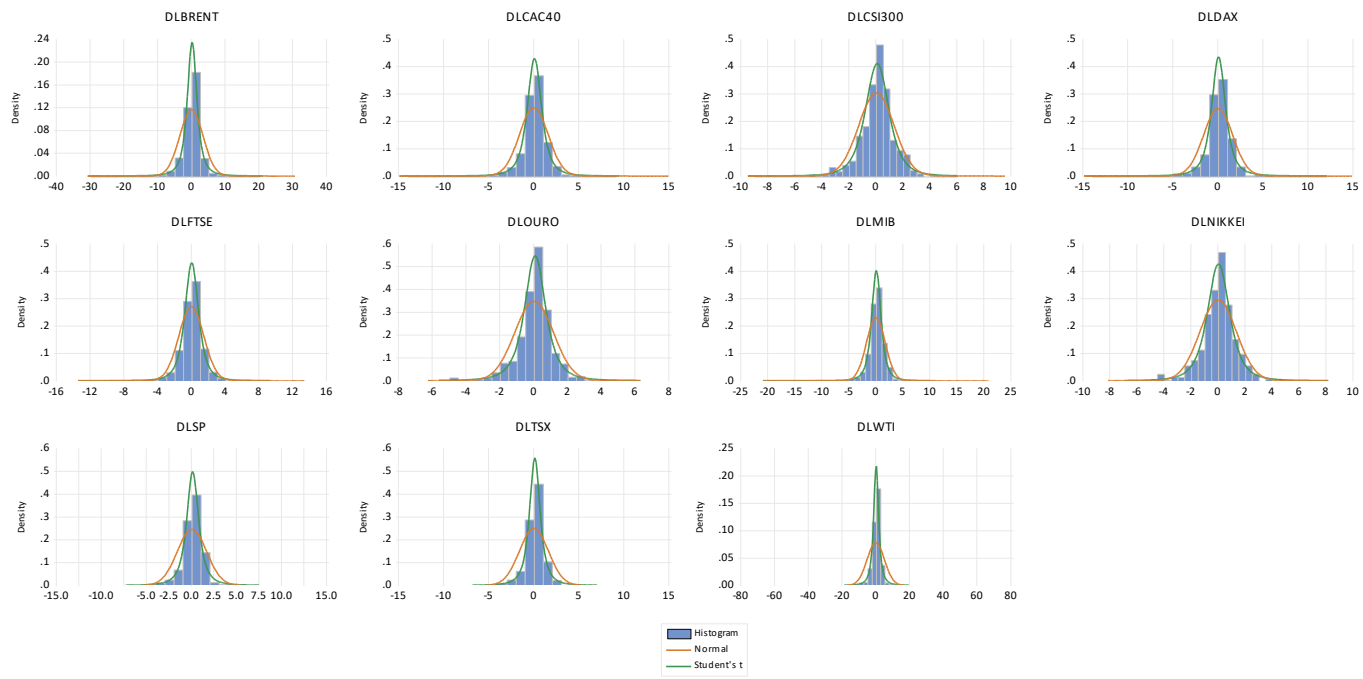 DLBRENT
DLCAC40
DLCSI300
DLDAX
Density
.24
.20
.16
.12
.08
.04
.00
-40 -30 -20 -10 0 10 20 30 40
Density
.5
.4
.3
.2
.1
.0
-15 -10 -5 0 5 10 15
Density
.5
.4
.3
.2
.1
.0
-10 -8 -6 -4 -2 0 2 4 6 8 10
Density
.5
.4
.3
.2
.1
.0
-15 -10 -5 0 5 10 15
DLFTSE
DLOURO
DLMIB
DLNIKKEI
Density
.5
.4
.3
.2
.1
.0
-16 -12 -8 -4 0 4 8 12 16
Density
.6
.5
.4
.3
.2
.1
.0
-8 -6 -4 -2 0 2 4 6 8
Density
.5
.4
.3
.2
.1
.0
-25 -20 -15 -10 -5 0 5 10 15 20 25
Density
.5
.4
.3
.2
.1
.0
-10 -8 -6 -4 -2 0 2 4 6 8 10
DLSP
DLTSX
DLWTI
Density
.6
.5
.4
.3
.2
.1
.0
-15.0 -10.0 -5.0 -2.5 0.0 2.5 5.0 7.5 10.0 15.0
Density
.6
.5
.4
.3
.2
.1
.0
-15 -10 -5 0 5 10 15
Density
.25
.20
.15
.10
.05
.00
-80 -60 -40 -20 0 20 40 60 80
Histogram
Normal
Student's t